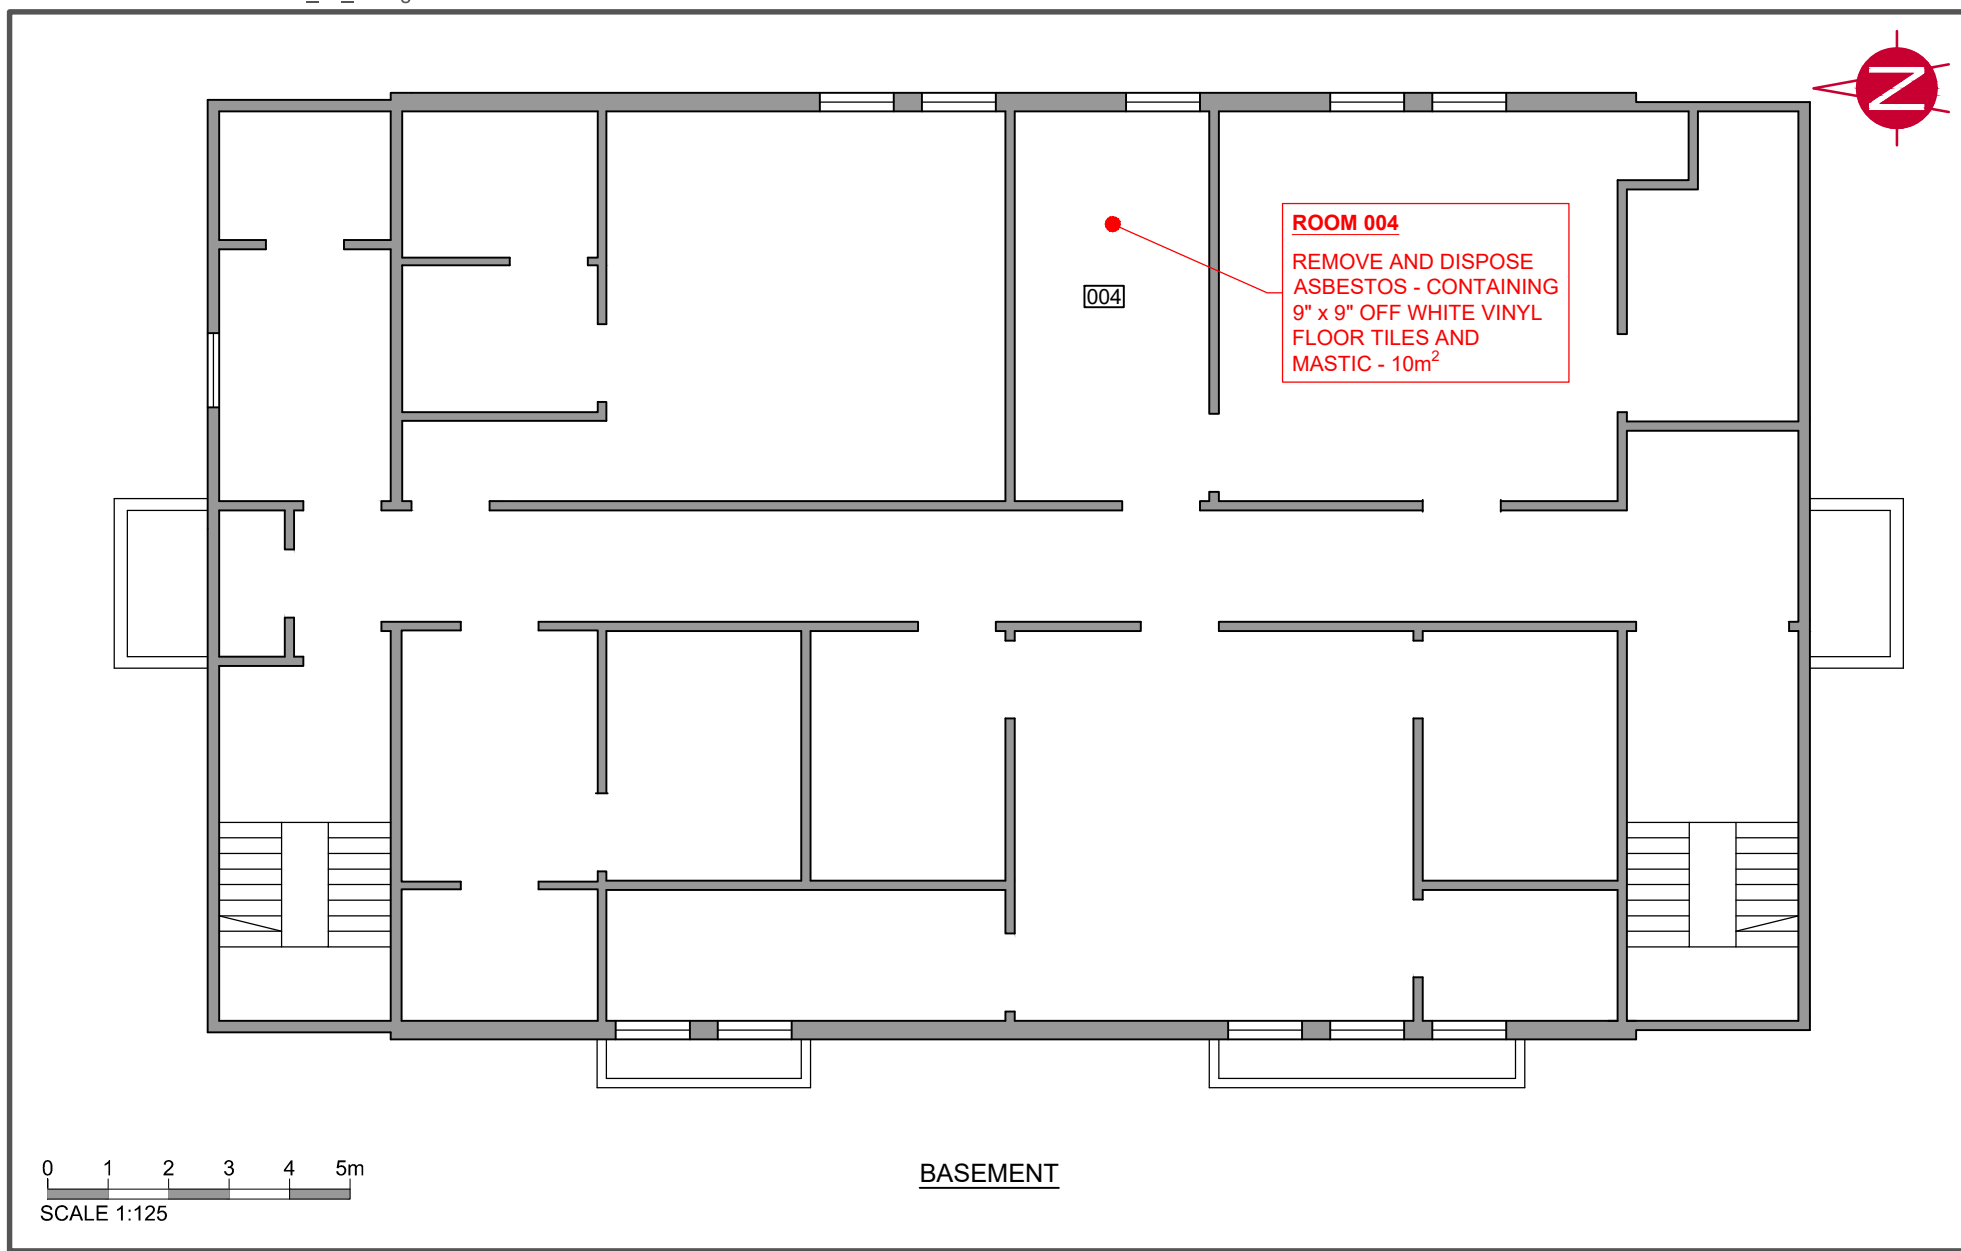 N
ROOM 004
REMOVE AND DISPOSE
ASBESTOS - CONTAINING
9" x 9" OFF WHITE VINYL
FLOOR TILES AND
MASTIC - 10m²
004
0 1 2 3 4 5m
SCALE 1:125
BASEMENT